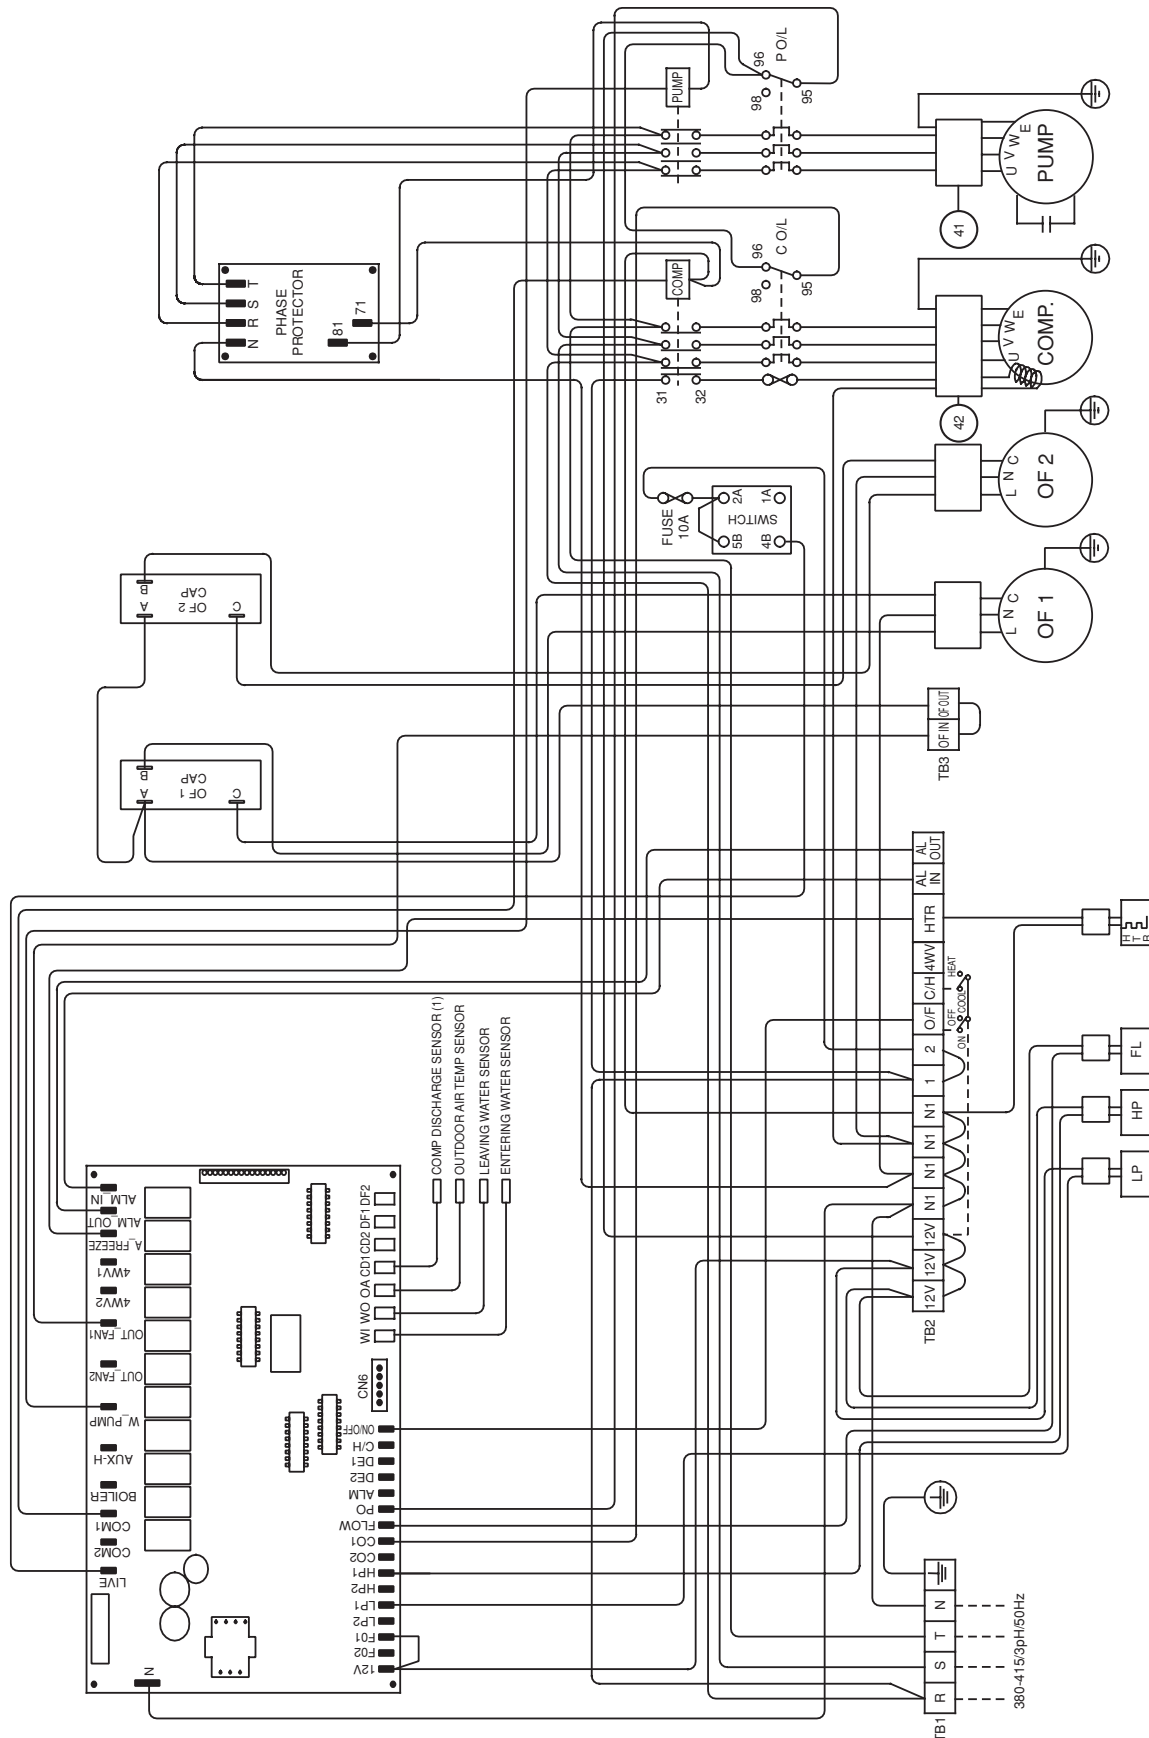 P O/L
96
98
95
PUMP
U V W E
PUMP
41
T
S
R
N
PHASE
PROTECTOR
81
71
COMP
C O/L
96
98
95
31
32
U V W E
COMP.
42
FUSE
10A
2A
1A
SWITCH
5B
4B
L N C
OF 2
L N C
OF 1
B
A
OF 2
CAP
C
B
A
OF 1
CAP
C
TB3
OF IN
OF OUT
AL OUT
AL IN
HTR
4WV
C/H
O/F
2
1
N1
N1
N1
N1
12V
12V
12V
TB2
HEAT
COOL
OFF
ON
HTR
FL
HP
LP
COMP DISCHARGE SENSOR (1)
OUTDOOR AIR TEMP SENSOR
LEAVING WATER SENSOR
ENTERING WATER SENSOR
ALM_IN
ALM_OUT
A_FREEZE
4WV1
4WV2
OUT_FAN1
OUT_FAN2
W_PUMP
AUX-H
BOILER
COM1
COM2
LIVE
N
WI WO OA CD1 CD2 DF1 DF2
CN6
ON/OFF
C/H
DE1
DE2
ALM
PO
FLOW
CO1
CO2
HP1
HP2
LP1
LP2
F01
F02
12V
N
T
S
R
TB1
380-415/3pH/50Hz